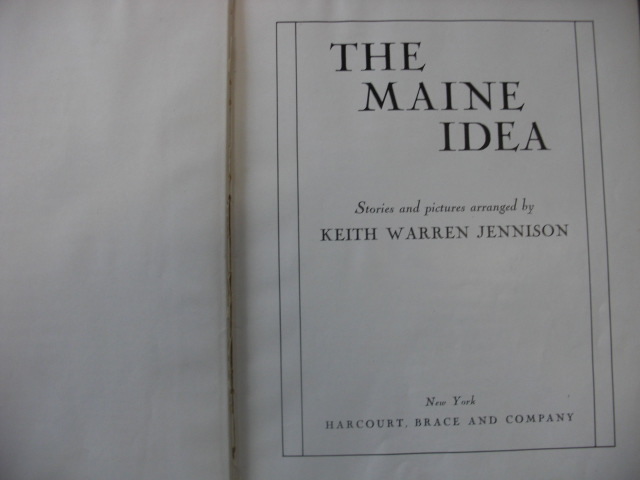 THE
MAINE
IDEA
Stories and pictures arranged by
KEITH WARREN JENNISON
New York
HARCOURT, BRACE AND COMPANY